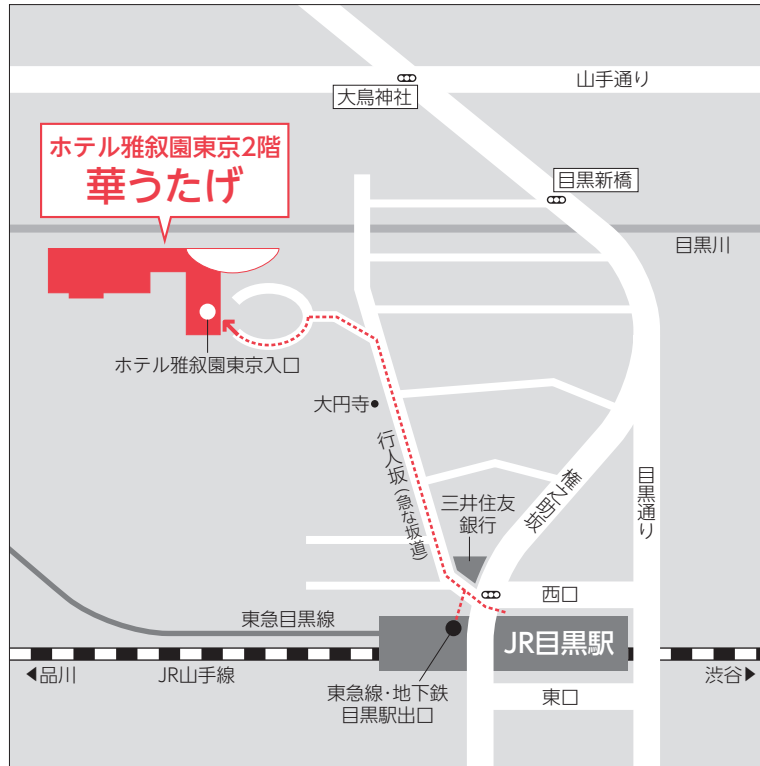 山手通り
大鳥神社
ホテル雅叙園東京2階
華うたげ
目黒新橋
目黒川
ホテル雅叙園東京入口
大円寺
行人坂(急な坂道)
権之助坂
目黒通り
三井住友
銀行
西口
東急目黒線
JR目黒駅
◀品川
JR山手線
渋谷▶
東急線・地下鉄
目黒駅出口
東口